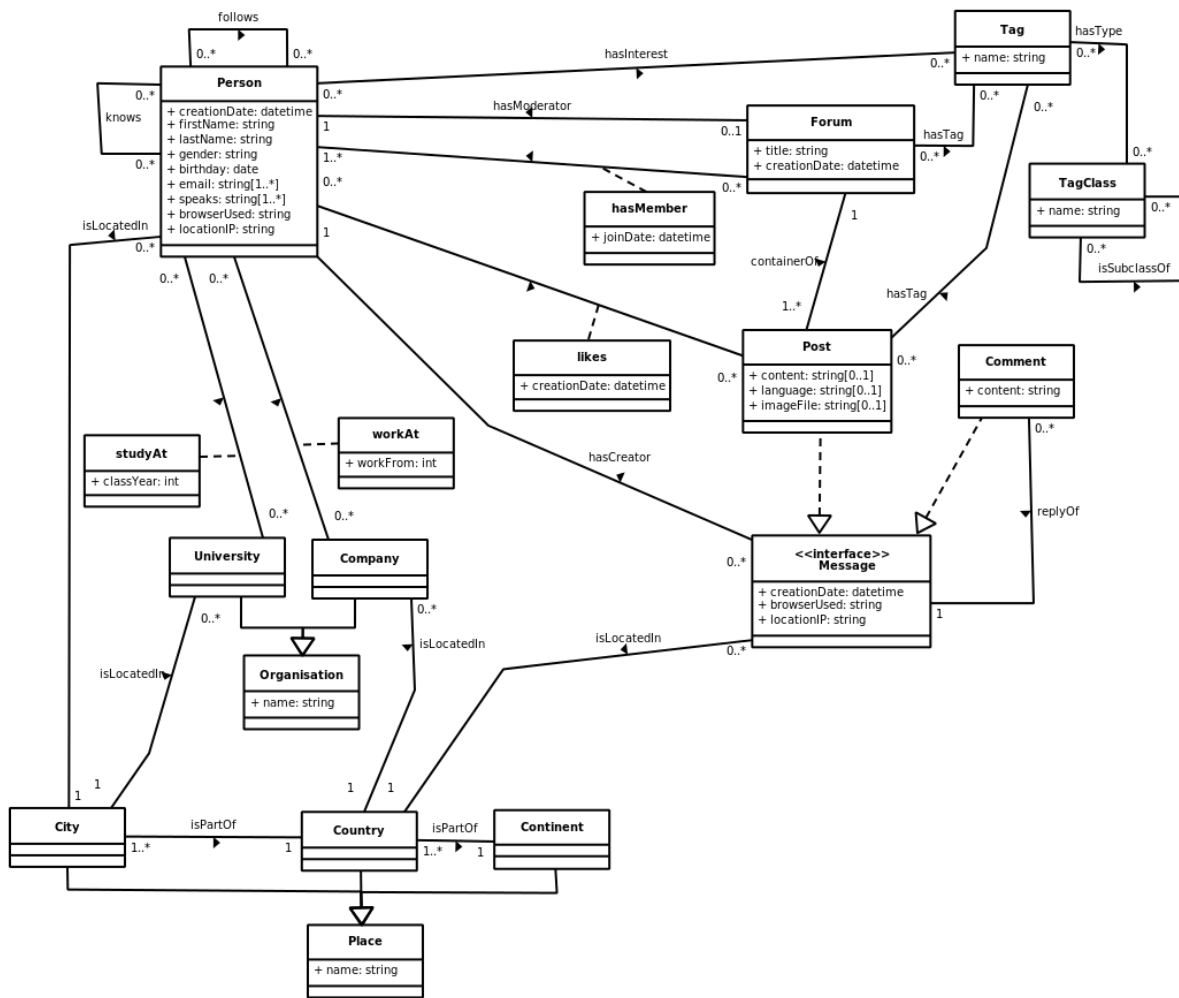 follows
0..*
0..*
Person
+ creationDate: datetime
+ firstName: string
+ lastName: string
+ gender: string
+ birthday: date
+ email: string[1..*]
+ speaks: string[1..*]
+ browserUsed: string
+ locationIP: string
0..*
knows
0..*
isLocatedIn
0..*
hasInterest
0..*
0..*
Tag
+ name: string
hasType
0..*
0..*
hasModerator
1
0..1
Forum
+ title: string
+ creationDate: datetime
hasTag
0..*
0..*
0..*
1..*
0..*
0..*
1
hasMember
+ joinDate: datetime
1
containerOf
1..*
TagClass
+ name: string
0..*
0..*
isSubclassOf
hasTag
0..*
0..*
0..*
likes
+ creationDate: datetime
Post
+ content: string[0..1]
+ language: string[0..1]
+ imageFile: string[0..1]
0..*
Comment
+ content: string
0..*
replyOf
1
studyAt
+ classYear: int
workAt
+ workFrom: int
hasCreator
0..*
0..*
0..*
University
Company
<<interface>>
Message
+ creationDate: datetime
+ browserUsed: string
+ locationIP: string
0..*
0..*
isLocatedIn
isLocatedIn
0..*
isLocatedIn
Organisation
+ name: string
1
1
1
1
City
isPartOf
1..*
1
Country
isPartOf
1..*
1
Continent
Place
+ name: string